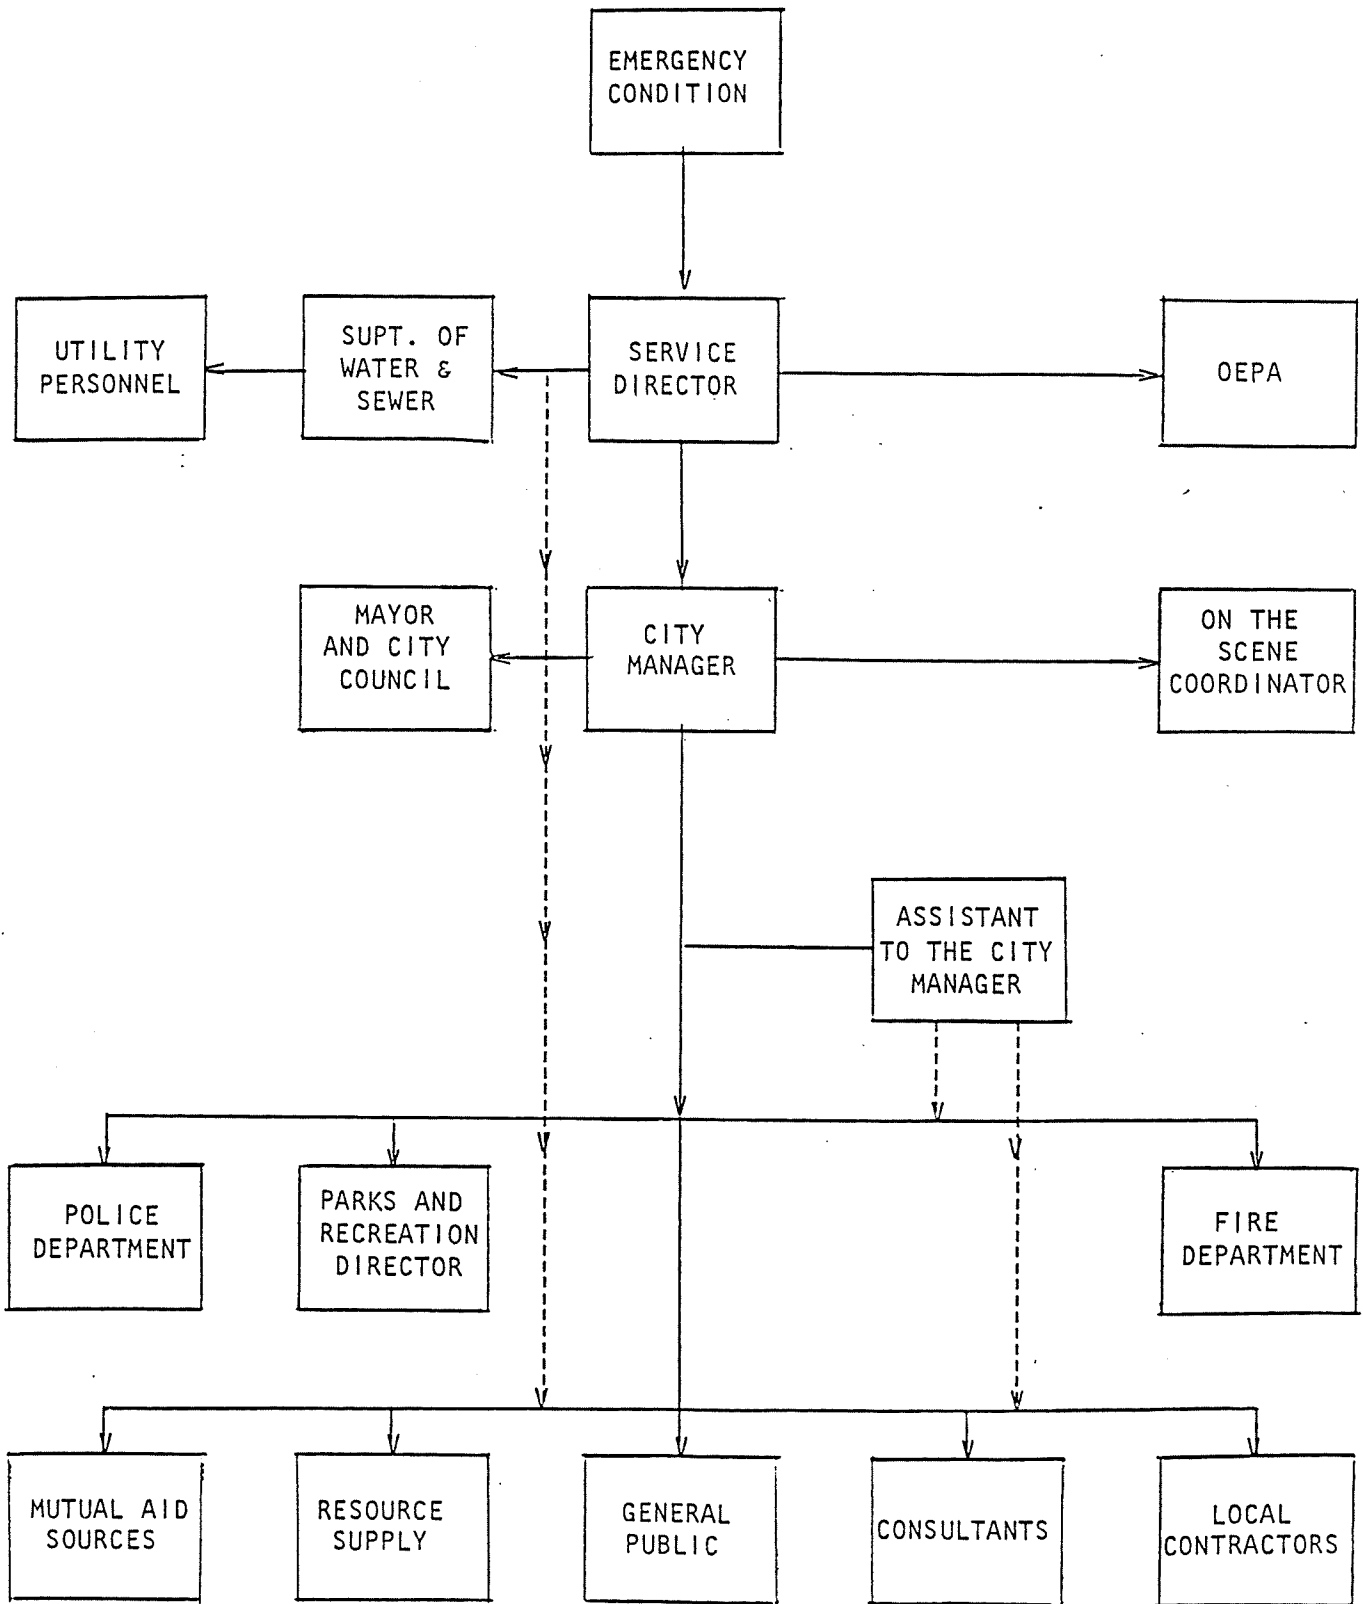 EMERGENCY
CONDITION
UTILITY
PERSONNEL
SUPT. OF
WATER &
SEWER
SERVICE
DIRECTOR
OEPA
MAYOR
AND CITY
COUNCIL
CITY
MANAGER
ON THE
SCENE
COORDINATOR
ASSISTANT
TO THE CITY
MANAGER
POLICE
DEPARTMENT
PARKS AND
RECREATION
DIRECTOR
FIRE
DEPARTMENT
MUTUAL AID
SOURCES
RESOURCE
SUPPLY
GENERAL
PUBLIC
CONSULTANTS
LOCAL
CONTRACTORS